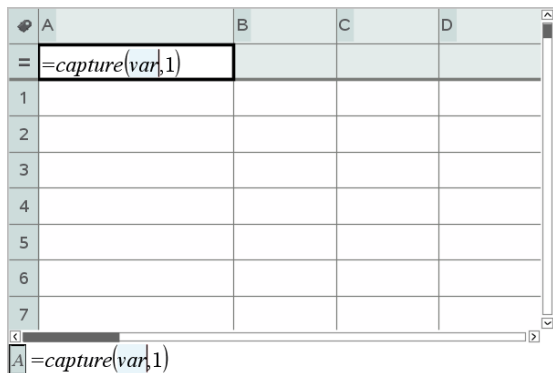 A B C D
= =capture(var,1)
1
2
3
4
5
6
7
A =capture(var,1)